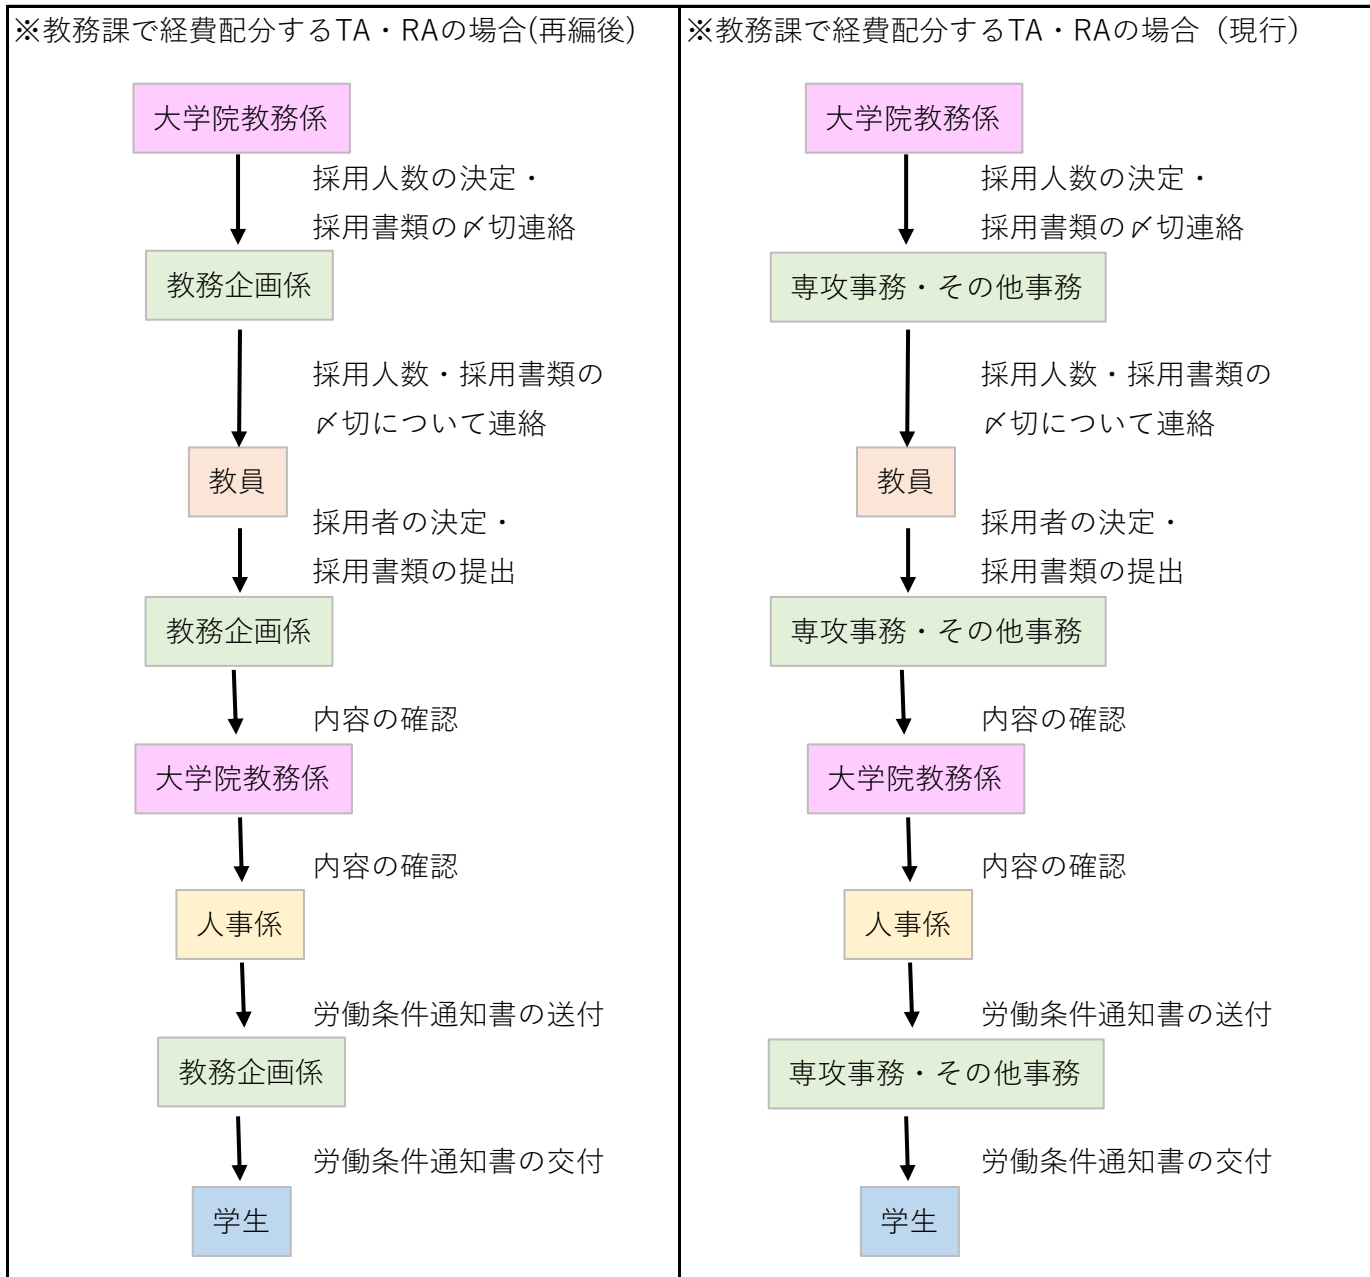 ※教務課で経費配分するTA・RAの場合(再編後)
大学院教務係
採用人数の決定・
採用書類の〆切連絡
教務企画係
採用人数・採用書類の
〆切について連絡
教員
採用者の決定・
採用書類の提出
教務企画係
内容の確認
大学院教務係
内容の確認
人事係
労働条件通知書の送付
教務企画係
労働条件通知書の交付
学生
※教務課で経費配分するTA・RAの場合（現行）
大学院教務係
採用人数の決定・
採用書類の〆切連絡
専攻事務・その他事務
採用人数・採用書類の
〆切について連絡
教員
採用者の決定・
採用書類の提出
専攻事務・その他事務
内容の確認
大学院教務係
内容の確認
人事係
労働条件通知書の送付
専攻事務・その他事務
労働条件通知書の交付
学生